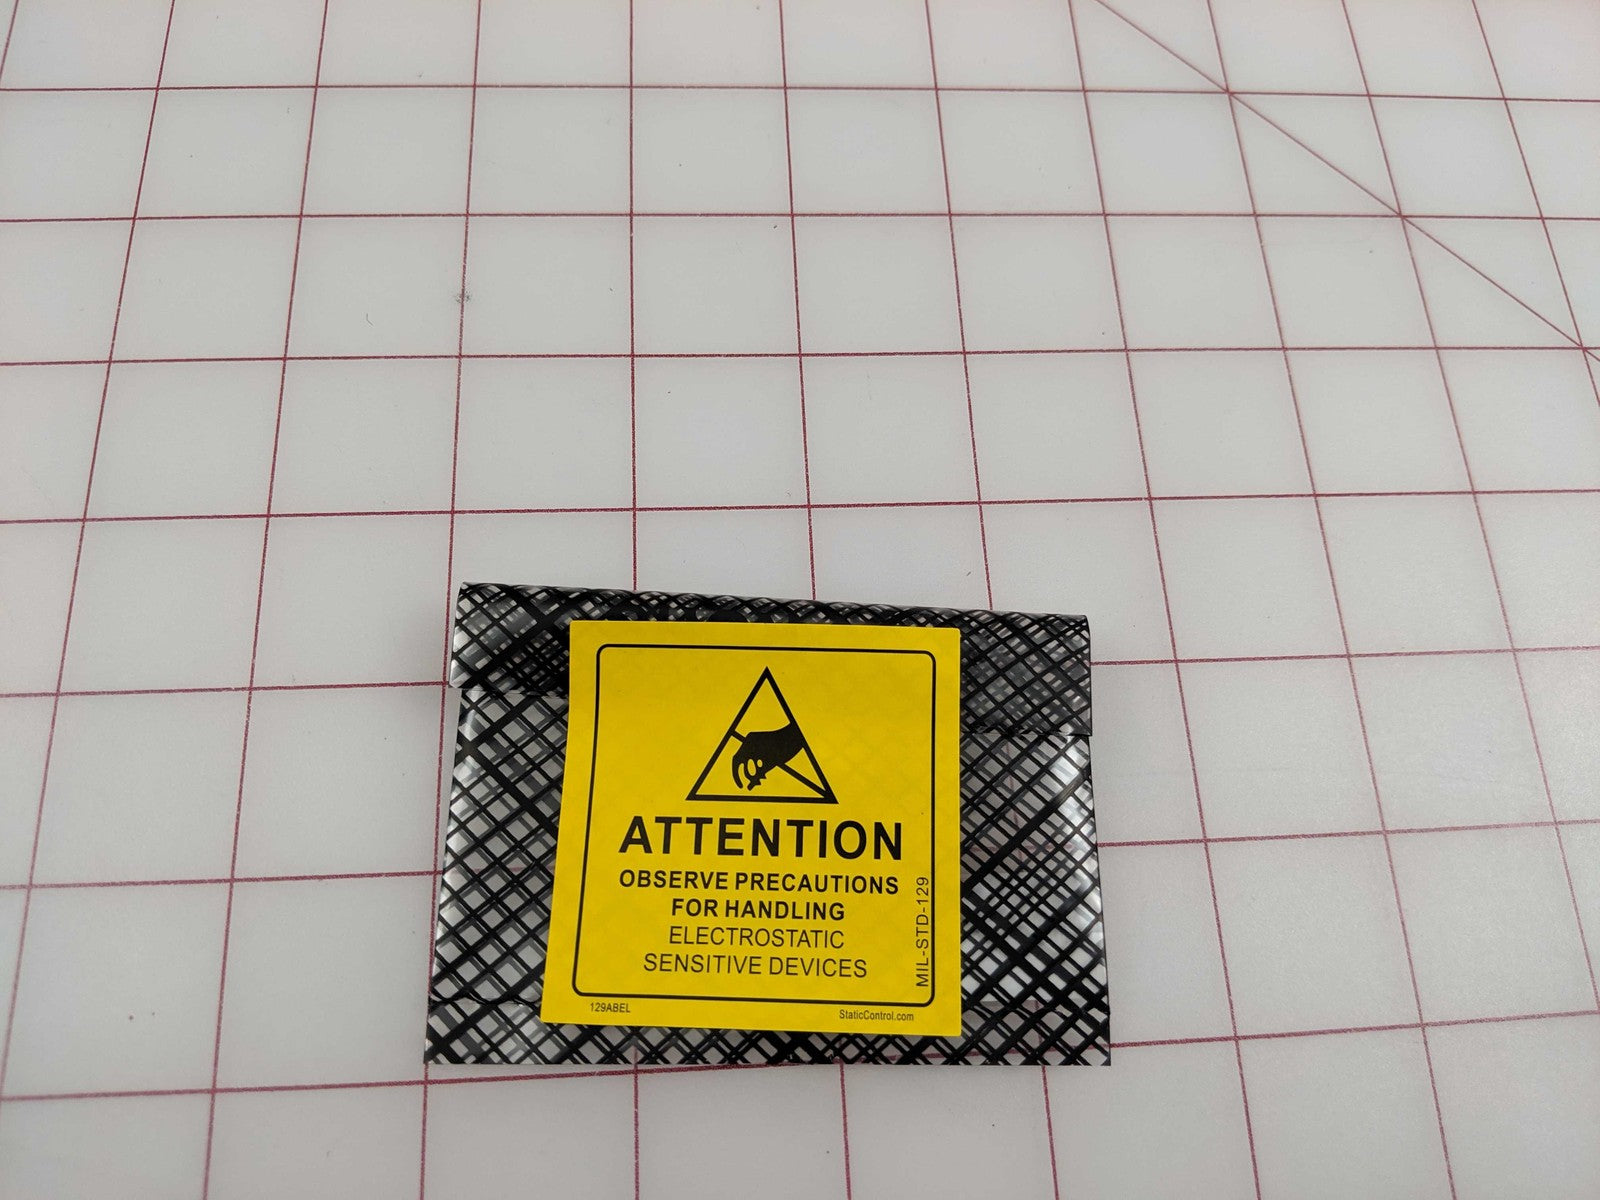 ATTENTION
OBSERVE PRECAUTIONS
FOR HANDLING
ELECTROSTATIC
SENSITIVE DEVICES
MIL-STD-129
129ABEL
StaticControl.com